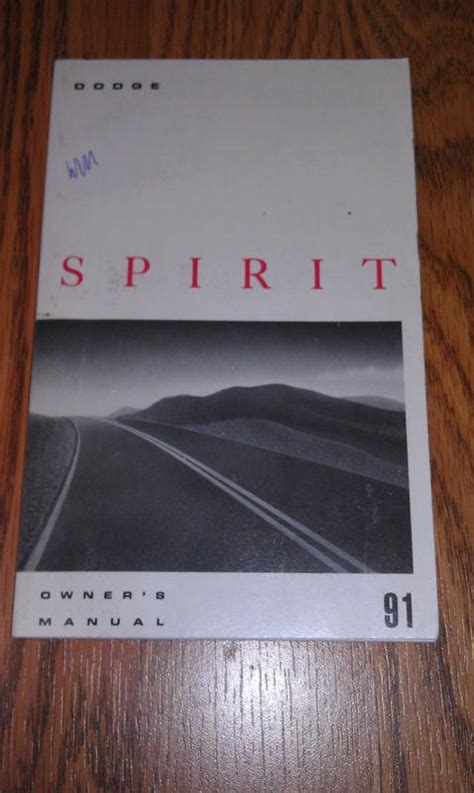 DODGE
SPIRIT
OWNER'S
MANUAL
91